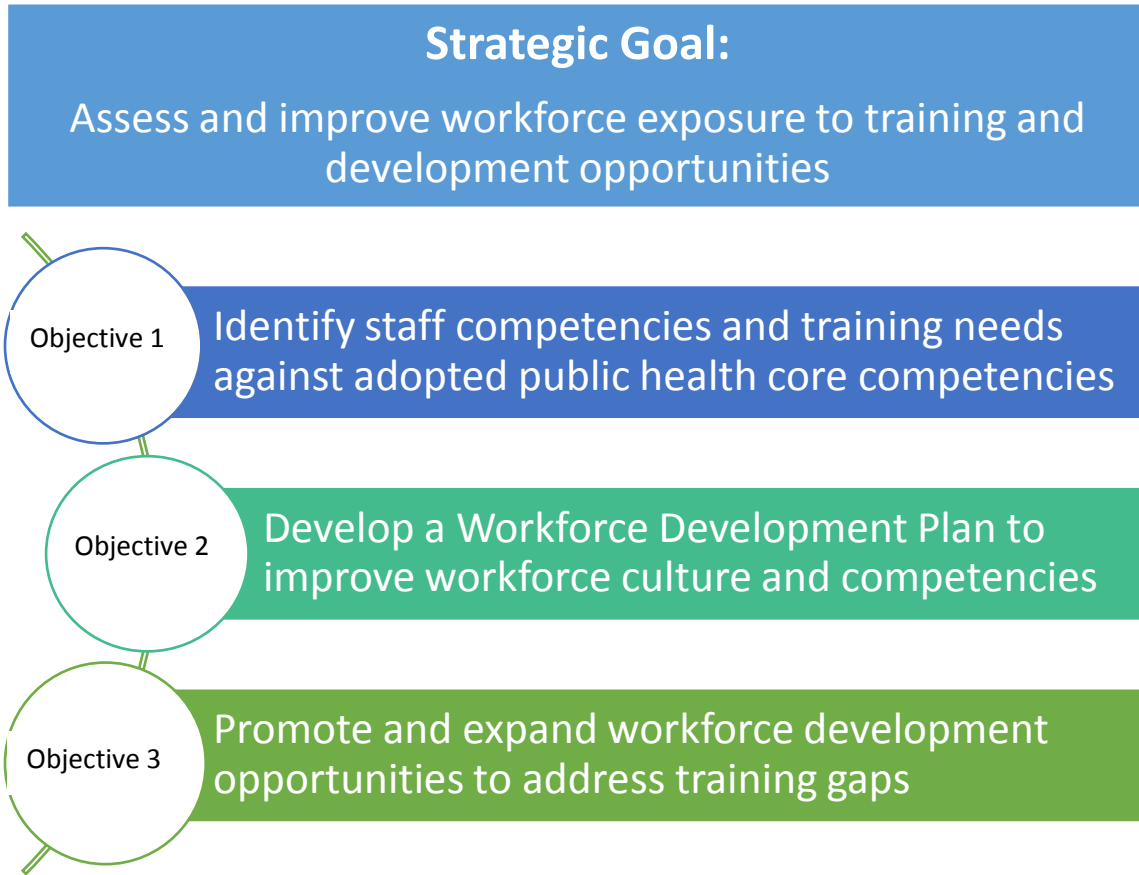 Strategic Goal:
Assess and improve workforce exposure to training and
development opportunities
Objective 1
Identify staff competencies and training needs
against adopted public health core competencies
Objective 2
Develop a Workforce Development Plan to
improve workforce culture and competencies
Objective 3
Promote and expand workforce development
opportunities to address training gaps